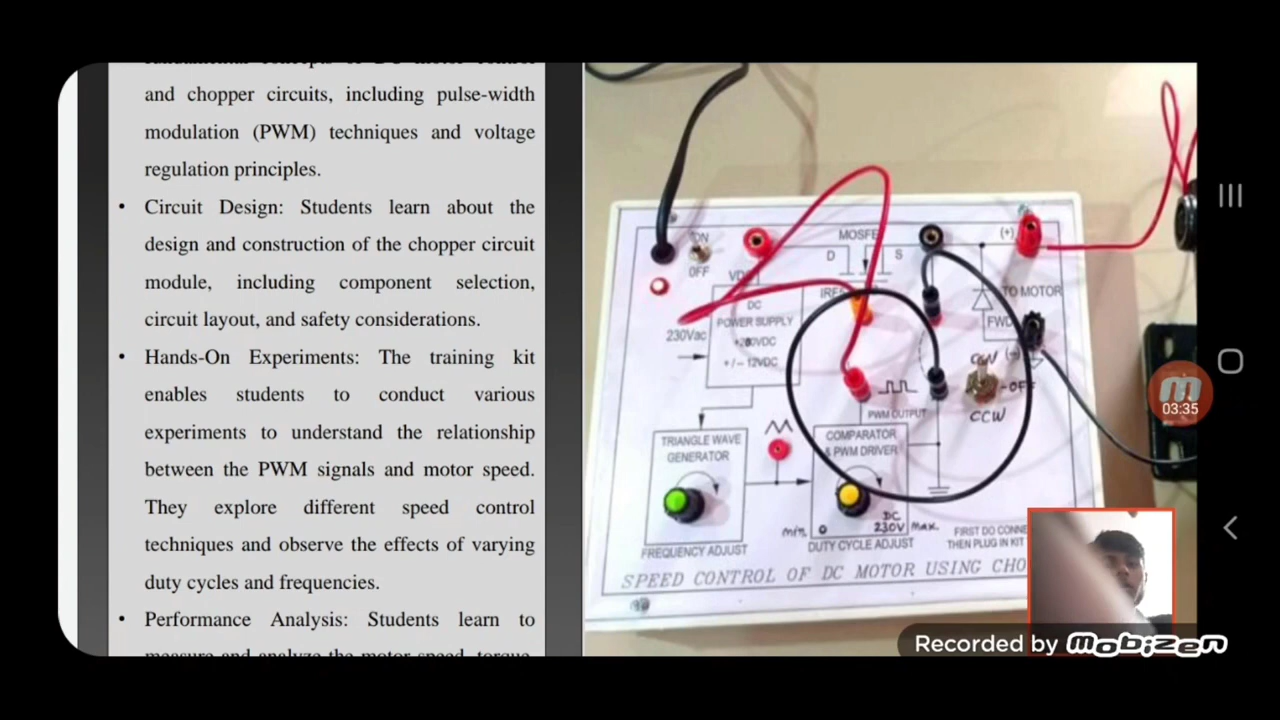 and chopper circuits, including pulse-width
modulation (PWM) techniques and voltage
regulation principles.
• Circuit Design: Students learn about the
design and construction of the chopper circuit
module, including component selection,
circuit layout, and safety considerations.
• Hands-On Experiments: The training kit
enables students to conduct various
experiments to understand the relationship
between the PWM signals and motor speed.
They explore different speed control
techniques and observe the effects of varying
duty cycles and frequencies.
• Performance Analysis: Students learn to
ON
OFF
MOSFE
D
S
(+)
230Vac
DC
POWER SUPPLY
+/- 12VDC
TO MOTOR
FWD
(-)
CW
-OFF
CCW
PWM OUTPUT
TRIANGLE WAVE
GENERATOR
COMPARATOR
& PWM DRIVER
min.
DC
230V
max.
FREQUENCY ADJUST
DUTY CYCLE ADJUST
FIRST DO CONNE
THEN PLUG IN KIT
SPEED CONTROL OF DC MOTOR USING CHO
03:35
Recorded by Mobizen